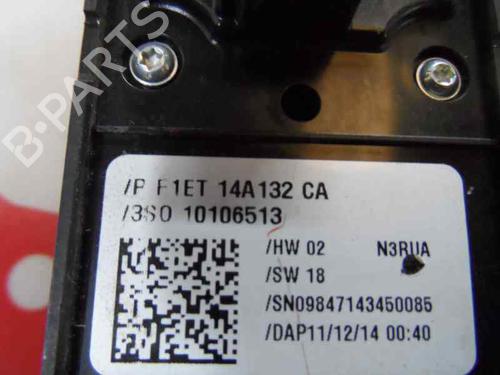 B-PARTS
/P F1ET 14A132 CA
/3S0 10106513
/HW 02 N3RUA
/SW 18
/SN09847143450085
/DAP11/12/14 00:40